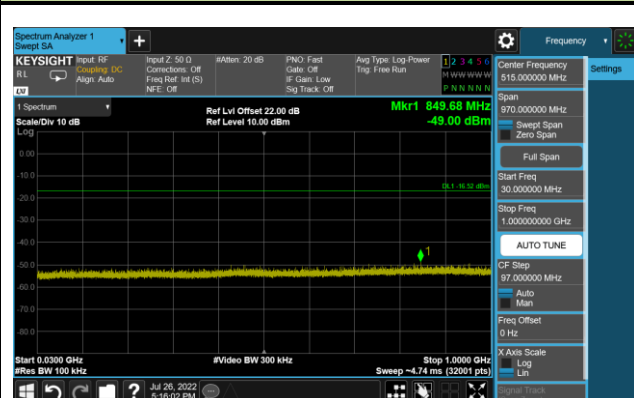 Spectrum Analyzer 1
Swept SA
Frequency
KEYSIGHT
RL
LXI
Input: RF
Coupling: DC
Align: Auto
Input Z: 50 Ω
Corrections: Off
Freq Ref: Int (S)
NFE: Off
#Atten: 20 dB
PNO: Fast
Gate: Off
IF Gain: Low
Sig Track: Off
Avg Type: Log-Power
Trig: Free Run
1 2 3 4 5 6
M W W W W W
P N N N N N
1 Spectrum
Scale/Div 10 dB
Log
Ref Lvl Offset 22.00 dB
Ref Level 10.00 dBm
Mkr1 849.68 MHz
-49.00 dBm
0.00
-10.0
-20.0
-30.0
-40.0
-50.0
-60.0
-70.0
-80.0
DL1 -16.52 dBm
1
Start 0.0300 GHz
#Res BW 100 kHz
#Video BW 300 kHz
Stop 1.0000 GHz
Sweep ~4.74 ms (32001 pts)
?
Jul 26, 2022
5:16:02 PM
Center Frequency
515.000000 MHz
Settings
Span
970.000000 MHz
Swept Span
Zero Span
Full Span
Start Freq
30.000000 MHz
Stop Freq
1.000000000 GHz
AUTO TUNE
CF Step
97.000000 MHz
Auto
Man
Freq Offset
0 Hz
X Axis Scale
Log
Lin
Signal Track